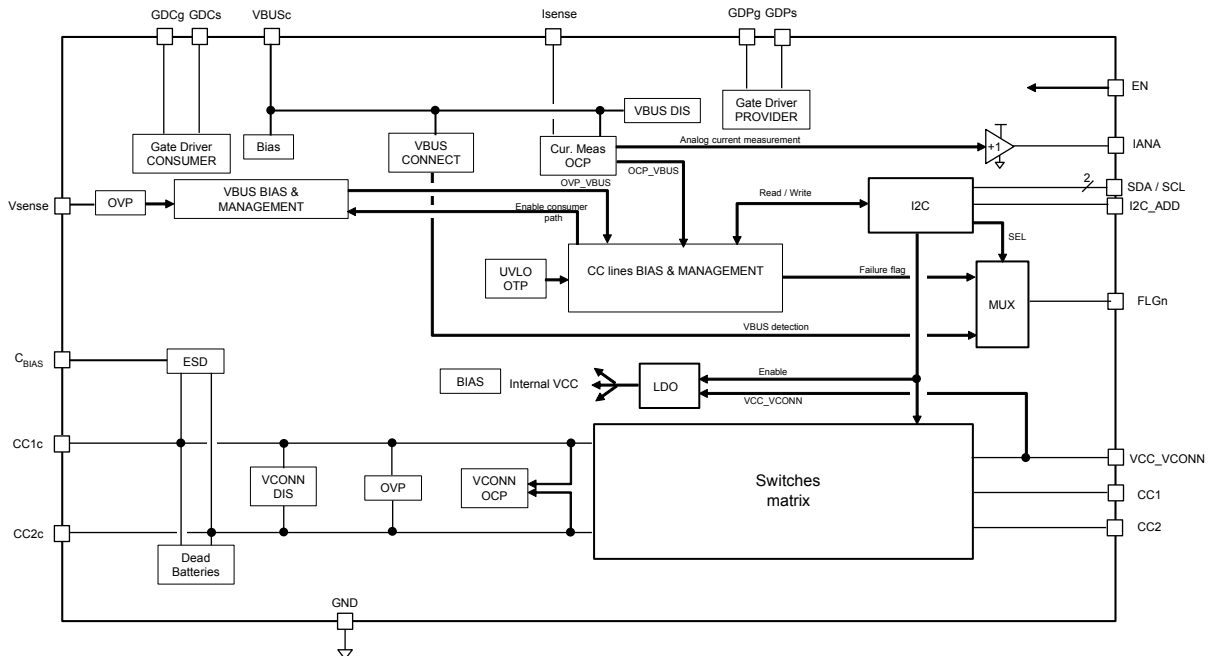 GDCg GDCs VBUSc Isense GDPg GDPs
EN
VBUS DIS
Gate Driver
PROVIDER
Gate Driver
CONSUMER
Bias
VBUS
CONNECT
Cur. Meas
OCP
Analog current measurement
+1
IANA
OVP_VBUS
OCP_VBUS
Vsense
OVP
VBUS BIAS &
MANAGEMENT
Enable consumer
path
Read / Write
I2C
2
SDA / SCL
I2C_ADD
SEL
UVLO
OTP
CC lines BIAS & MANAGEMENT
Failure flag
MUX
FLGn
VBUS detection
CBIAS
ESD
BIAS
Internal VCC
LDO
Enable
VCC_VCONN
CC1c
VCONN
DIS
OVP
VCONN
OCP
Switches
matrix
VCC_VCONN
CC1
CC2c
CC2
Dead
Batteries
GND